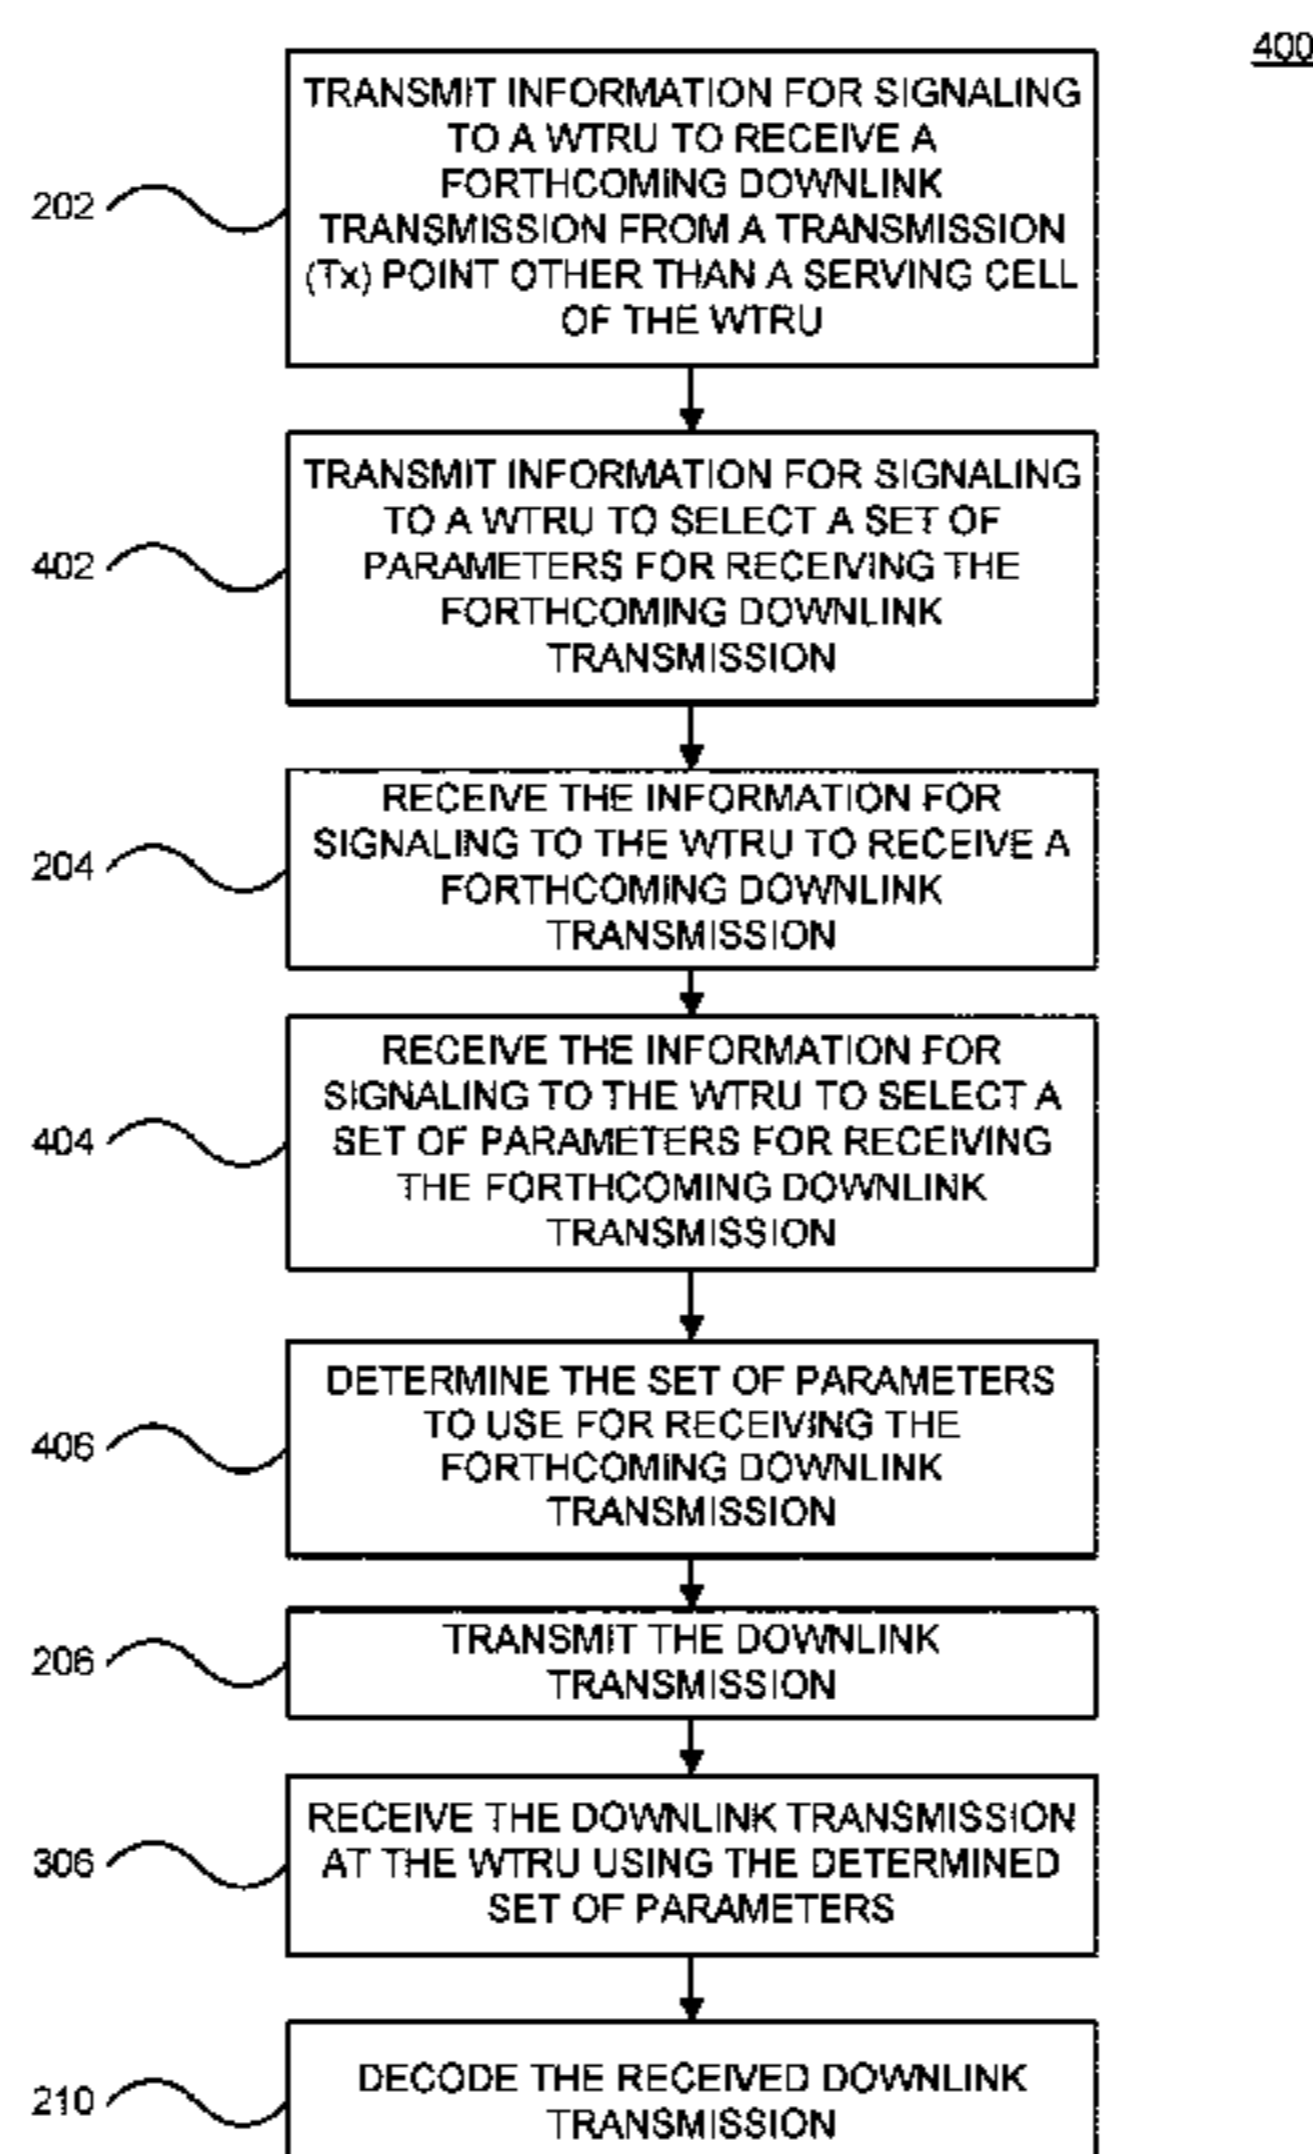 400
TRANSMIT INFORMATION FOR SIGNALING
TO A WTRU TO RECEIVE A
FORTHCOMING DOWNLINK
TRANSMISSION FROM A TRANSMISSION
(Tx) POINT OTHER THAN A SERVING CELL
OF THE WTRU
202
TRANSMIT INFORMATION FOR SIGNALING
TO A WTRU TO SELECT A SET OF
PARAMETERS FOR RECEIVING THE
FORTHCOMING DOWNLINK
TRANSMISSION
402
RECEIVE THE INFORMATION FOR
SIGNALING TO THE WTRU TO RECEIVE A
FORTHCOMING DOWNLINK
TRANSMISSION
204
RECEIVE THE INFORMATION FOR
SIGNALING TO THE WTRU TO SELECT A
SET OF PARAMETERS FOR RECEIVING
THE FORTHCOMING DOWNLINK
TRANSMISSION
404
DETERMINE THE SET OF PARAMETERS
TO USE FOR RECEIVING THE
FORTHCOMING DOWNLINK
TRANSMISSION
406
TRANSMIT THE DOWNLINK
TRANSMISSION
206
RECEIVE THE DOWNLINK TRANSMISSION
AT THE WTRU USING THE DETERMINED
SET OF PARAMETERS
306
DECODE THE RECEIVED DOWNLINK
TRANSMISSION
210